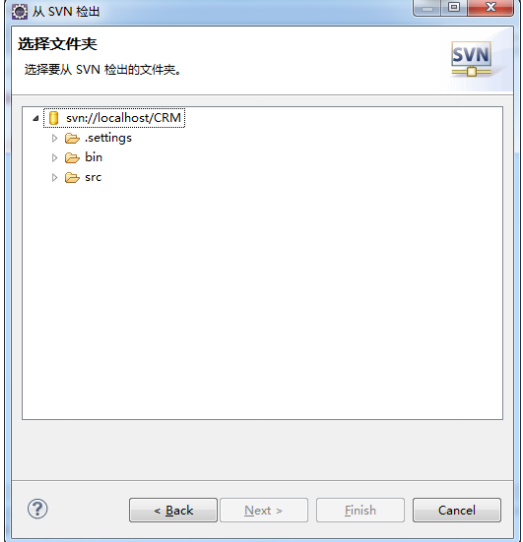 从 SVN 检出
选择文件夹
选择要从 SVN 检出的文件夹。
SVN
svn://localhost/CRM
.settings
bin
src
?
< Back
Next >
Finish
Cancel